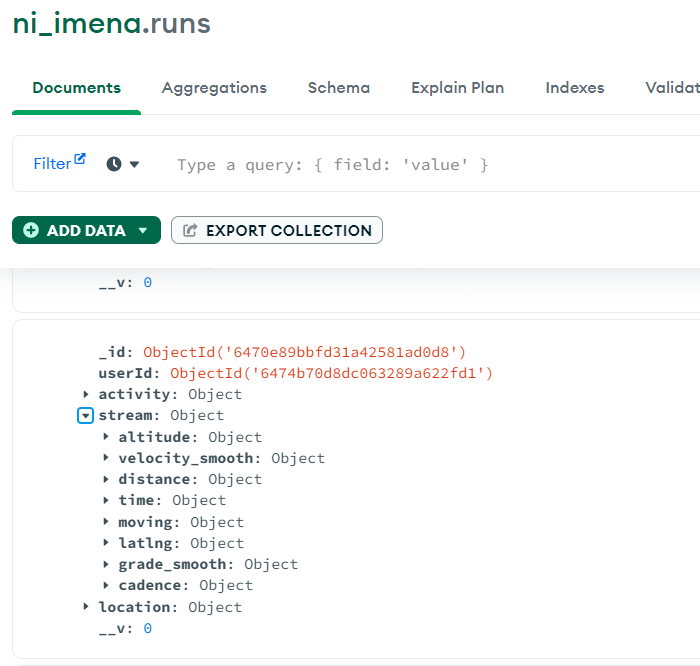 ni_imena.runs
Documents Aggregations Schema Explain Plan Indexes Validat
Filter Type a query: { field: 'value' }
ADD DATA EXPORT COLLECTION
__v: 0
_id: ObjectId('6470e89bbfd31a42581ad0d8')
userId: ObjectId('6474b70d8dc063289a622fd1')
activity: Object
stream: Object
altitude: Object
velocity_smooth: Object
distance: Object
time: Object
moving: Object
latlng: Object
grade_smooth: Object
cadence: Object
location: Object
__v: 0